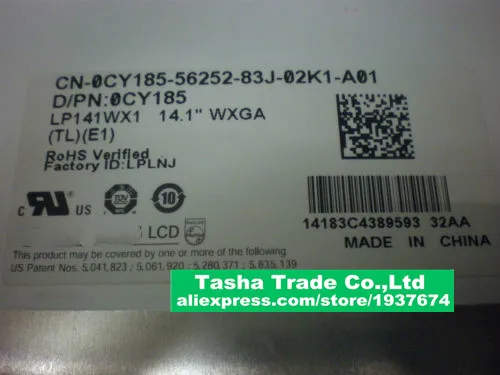 CN-0CY185-56252-83J-02K1-A01
D/PN:0CY185
LP141WX1 14.1" WXGA
(TL)(E1)
RoHS Verified
Factory ID:LPLNJ
C US 10
LCD PHILIPS
14183C4389593 32AA
MADE IN CHINA
This product may be covered by one or more of the following
US Patent Nos. 5,041,823 ; 5,061,920 ; 5,280,371 ; 5,835,139
Tasha Trade Co.,Ltd
aliexpress.com/store/1937674